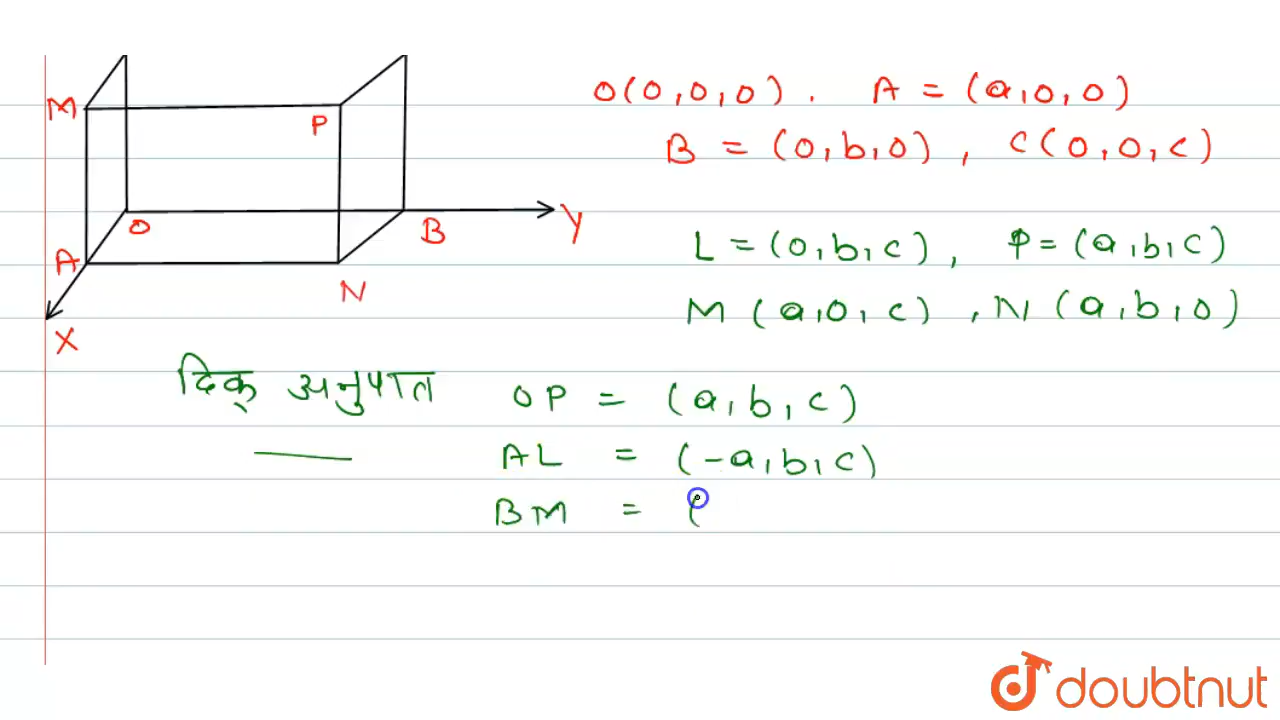 M
P
O
B
Y
A
N
X
O(0,0,0). A = (a,0,0)
B = (0,b,0), C(0,0,c)
L = (0,b,c), P = (a,b,c)
M (a,0,c), N (a,b,0)
दिक् अनुपात OP = (a,b,c)
AL = (-a,b,c)
BM = (
doubtnut